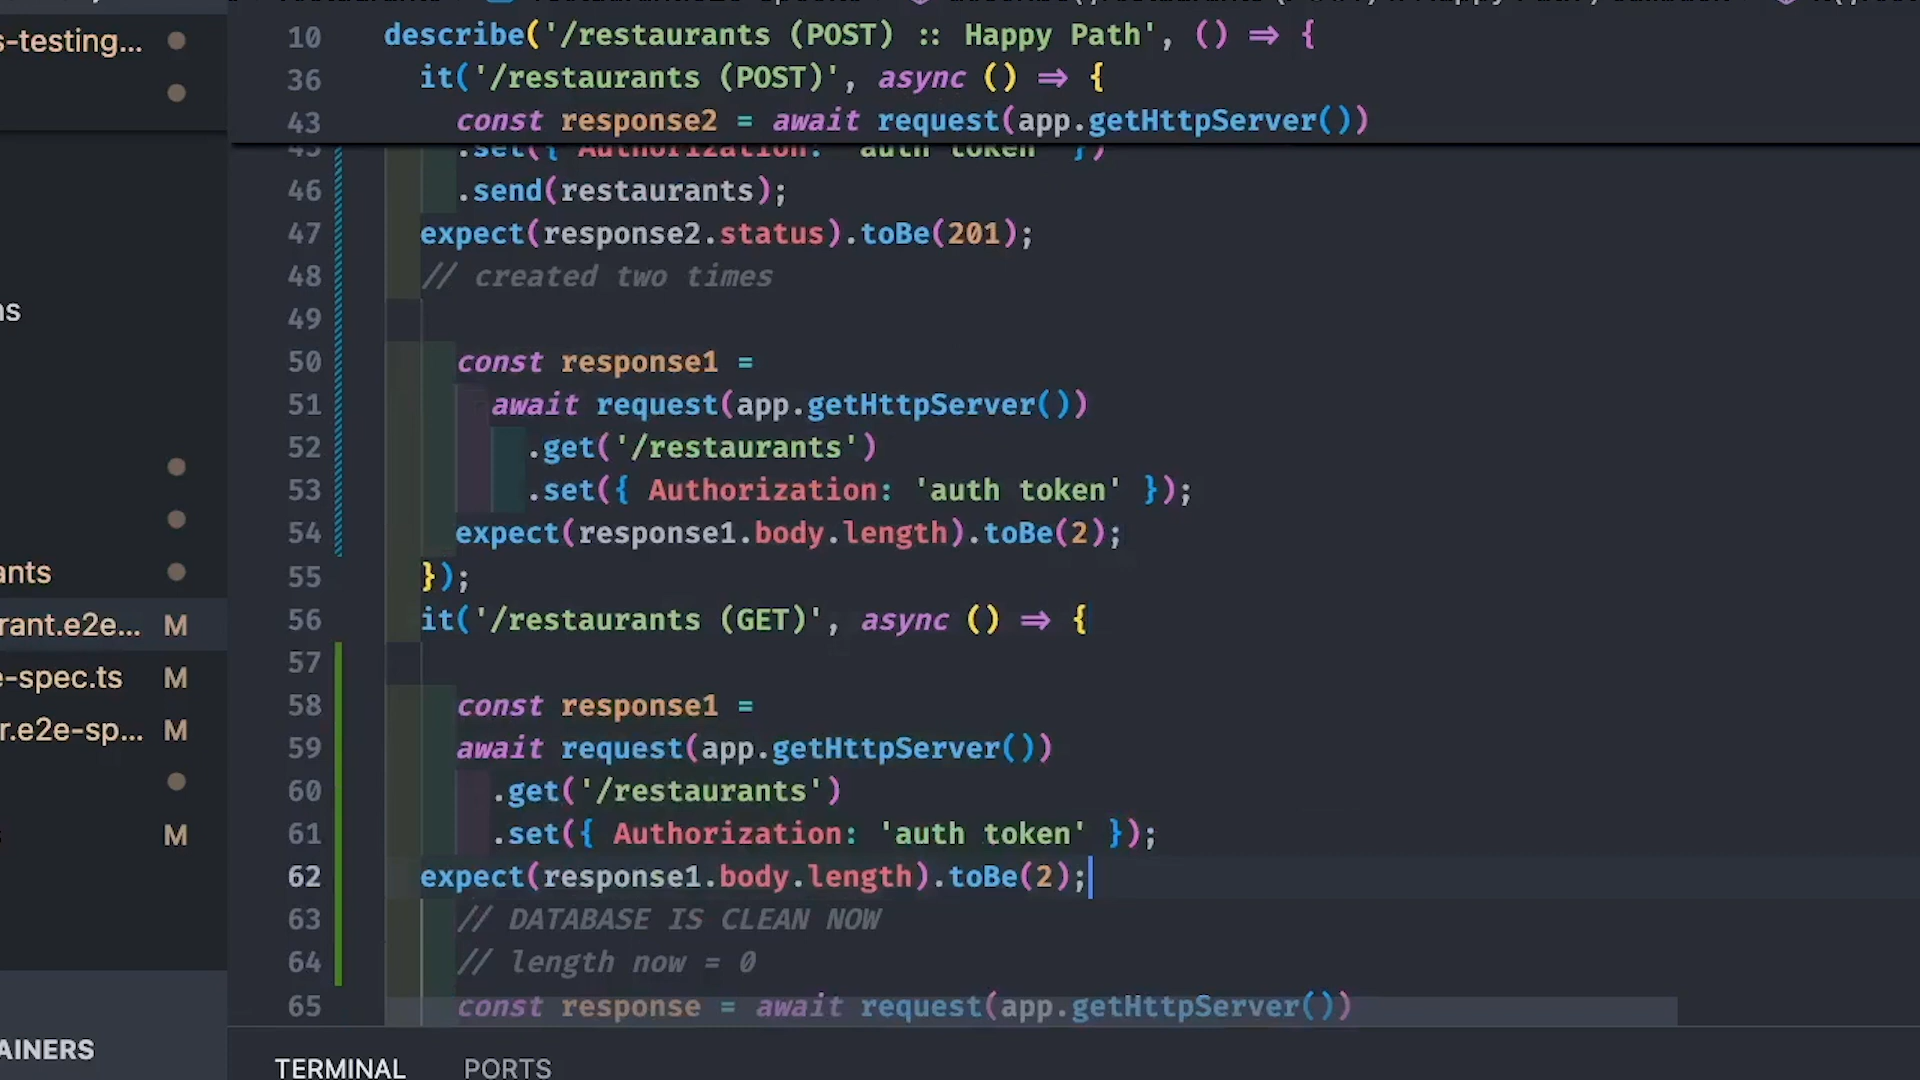 s-testing...
ns
ants
rant.e2e... M
e-spec.ts M
r.e2e-sp... M
M
AINERS
10 describe('/restaurants (POST) :: Happy Path', () => {
36 it('/restaurants (POST)', async () => {
43 const response2 = await request(app.getHttpServer())
45 .set({ Authorization: 'auth token' })
46 .send(restaurants);
47 expect(response2.status).toBe(201);
48 // created two times
49
50 const response1 =
51 await request(app.getHttpServer())
52 .get('/restaurants')
53 .set({ Authorization: 'auth token' });
54 expect(response1.body.length).toBe(2);
55 });
56 it('/restaurants (GET)', async () => {
57
58 const response1 =
59 await request(app.getHttpServer())
60 .get('/restaurants')
61 .set({ Authorization: 'auth token' });
62 expect(response1.body.length).toBe(2);
63 // DATABASE IS CLEAN NOW
64 // length now = 0
65 const response = await request(app.getHttpServer())
TERMINAL PORTS